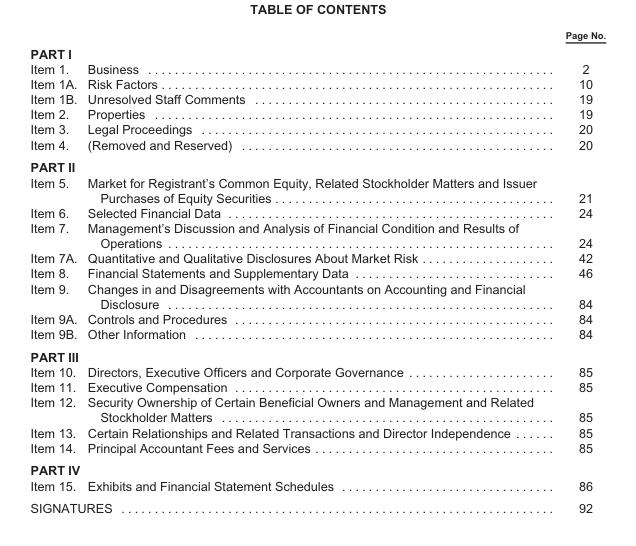 TABLE OF CONTENTS
Page No.
PART I
Item 1. Business . . . . . . . . . . . . . . . . . . . . . . . . . . . . . . . . . . . . . . . . . . . . . . . . . 2
Item 1A. Risk Factors . . . . . . . . . . . . . . . . . . . . . . . . . . . . . . . . . . . . . . . . . . . . . . . 10
Item 1B. Unresolved Staff Comments . . . . . . . . . . . . . . . . . . . . . . . . . . . . . . . . . . . . 19
Item 2. Properties . . . . . . . . . . . . . . . . . . . . . . . . . . . . . . . . . . . . . . . . . . . . . . . . 19
Item 3. Legal Proceedings . . . . . . . . . . . . . . . . . . . . . . . . . . . . . . . . . . . . . . . . . . 20
Item 4. (Removed and Reserved) . . . . . . . . . . . . . . . . . . . . . . . . . . . . . . . . . . . . . . 20
PART II
Item 5. Market for Registrant's Common Equity, Related Stockholder Matters and Issuer
Purchases of Equity Securities . . . . . . . . . . . . . . . . . . . . . . . . . . . . . . . . . . 21
Item 6. Selected Financial Data . . . . . . . . . . . . . . . . . . . . . . . . . . . . . . . . . . . . . . . 24
Item 7. Management's Discussion and Analysis of Financial Condition and Results of
Operations . . . . . . . . . . . . . . . . . . . . . . . . . . . . . . . . . . . . . . . . . . . . . . 24
Item 7A. Quantitative and Qualitative Disclosures About Market Risk . . . . . . . . . . . . . . . . 42
Item 8. Financial Statements and Supplementary Data . . . . . . . . . . . . . . . . . . . . . . . . 46
Item 9. Changes in and Disagreements with Accountants on Accounting and Financial
Disclosure . . . . . . . . . . . . . . . . . . . . . . . . . . . . . . . . . . . . . . . . . . . . . . 84
Item 9A. Controls and Procedures . . . . . . . . . . . . . . . . . . . . . . . . . . . . . . . . . . . . . . 84
Item 9B. Other Information . . . . . . . . . . . . . . . . . . . . . . . . . . . . . . . . . . . . . . . . . . . 84
PART III
Item 10. Directors, Executive Officers and Corporate Governance . . . . . . . . . . . . . . . . . . 85
Item 11. Executive Compensation . . . . . . . . . . . . . . . . . . . . . . . . . . . . . . . . . . . . . . 85
Item 12. Security Ownership of Certain Beneficial Owners and Management and Related
Stockholder Matters . . . . . . . . . . . . . . . . . . . . . . . . . . . . . . . . . . . . . . . . 85
Item 13. Certain Relationships and Related Transactions and Director Independence . . . . . . 85
Item 14. Principal Accountant Fees and Services . . . . . . . . . . . . . . . . . . . . . . . . . . . . . 85
PART IV
Item 15. Exhibits and Financial Statement Schedules . . . . . . . . . . . . . . . . . . . . . . . . . . 86
SIGNATURES . . . . . . . . . . . . . . . . . . . . . . . . . . . . . . . . . . . . . . . . . . . . . . . . . . . . 92